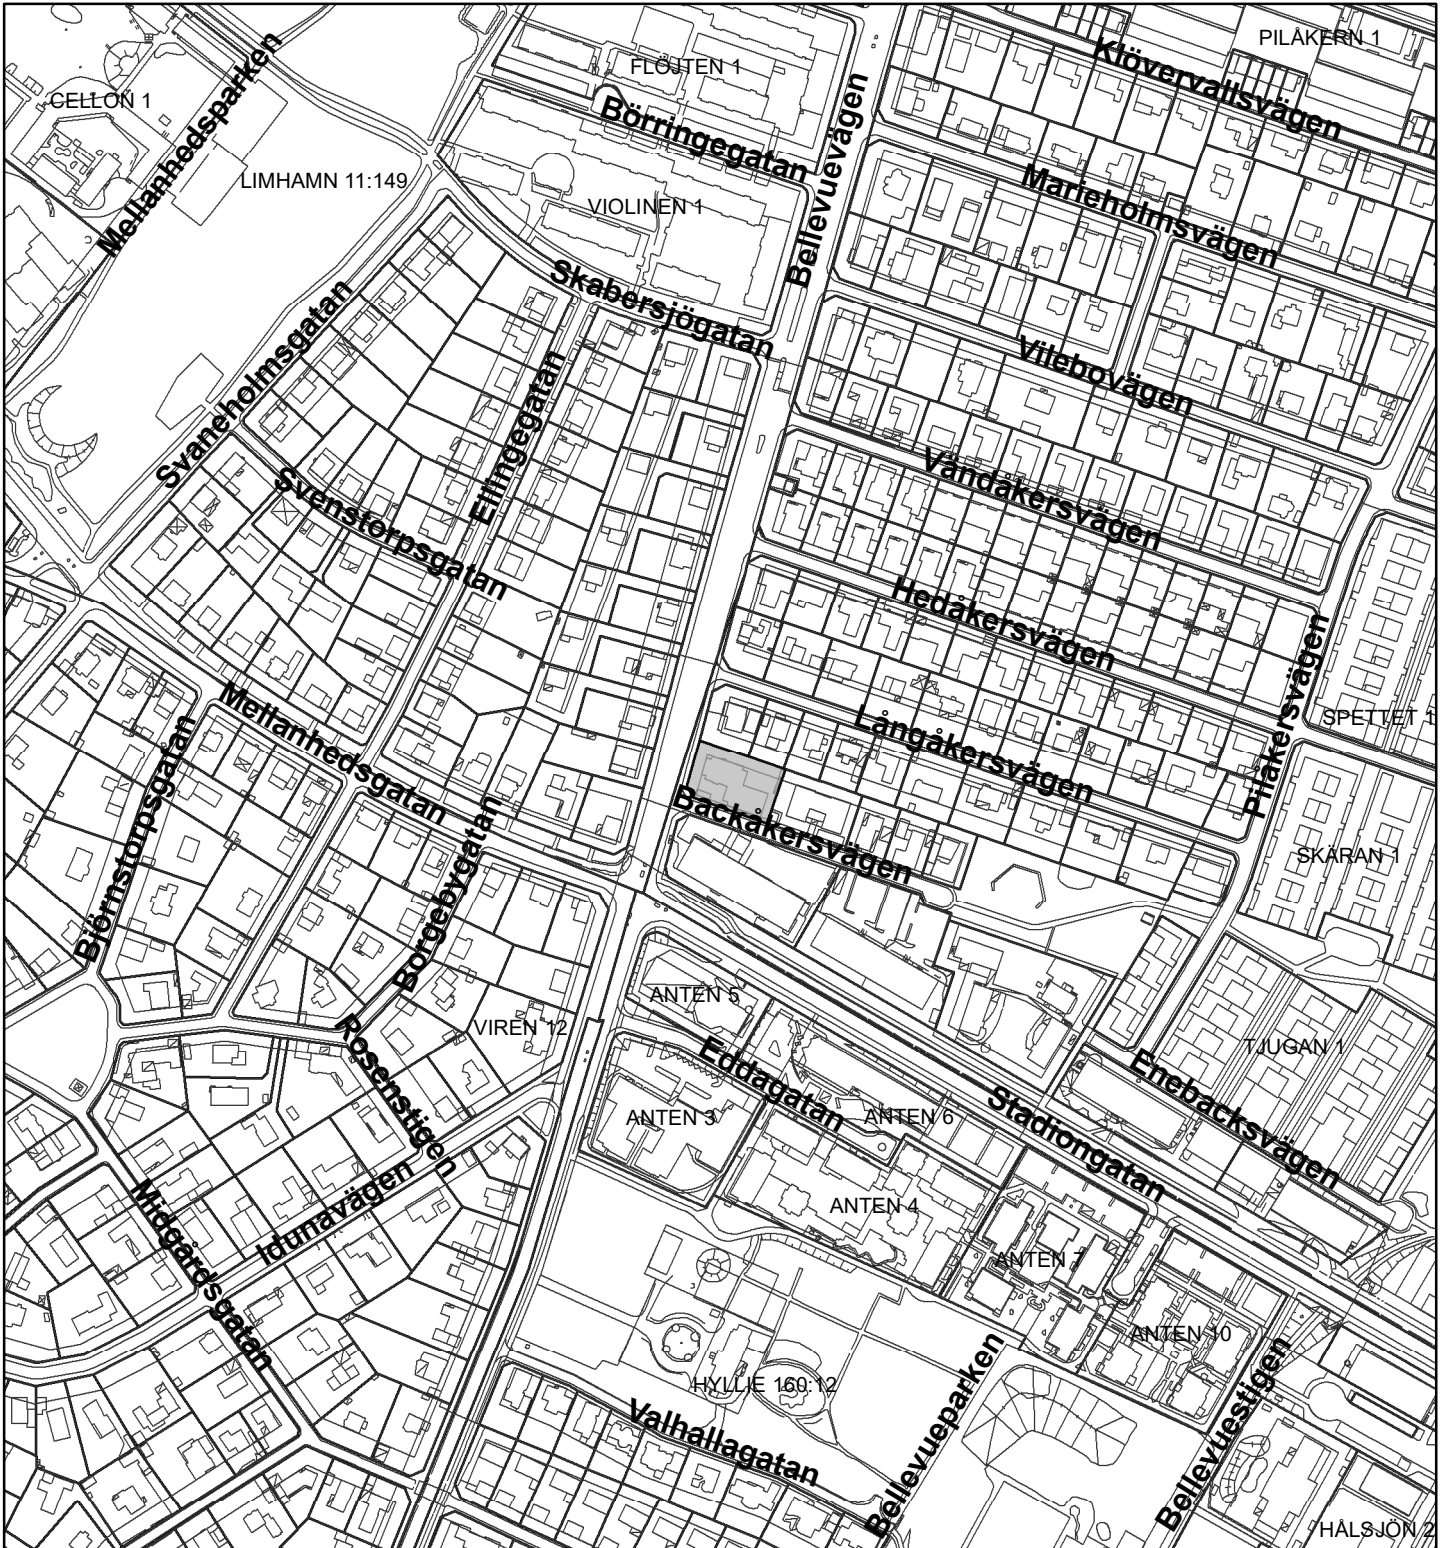 PILÅKERN 1
Klövervallsvägen
FLÖJTEN 1
CELLON 1
Mellanhedsparken
Börringegatan
Bellevuevägen
LIMHAMN 11:149
Marieholmsvägen
VIOLINEN 1
Skabersjögatan
Svaneholmsgatan
Vilebovägen
Ellingegatan
Vändåkersvägen
Svenstorpsgatan
Hedåkersvägen
Pilåkersvägen
SPETTET 1
Mellanhedsgatan
Långåkersvägen
Björnstorpsgatan
Backåkersvägen
SKÄRAN 1
Borgebygatan
ANTEN 5
VIREN 12
Rosenstigen
Eddagatan
TJUGAN 1
Enebacksvägen
ANTEN 3
ANTEN 6
Stadiongatan
Idunavägen
Midgårdsgatan
ANTEN 4
ANTEN 7
ANTEN 10
HYLLIE 160:12
Valhallagatan
Bellevueparken
Bellevuestigen
HÅLSJÖN 2